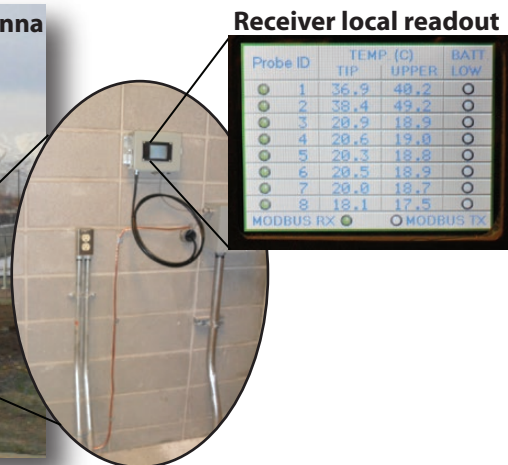 nna
Receiver local readout
Probe ID TEMP. (C) BATT.
TIP UPPER LOW
1 36.9 40.2
2 38.4 49.2
3 20.9 18.9
4 20.6 19.0
5 20.3 18.8
6 20.5 18.9
7 20.0 18.7
8 18.1 17.5
MODBUS RX MODBUS TX